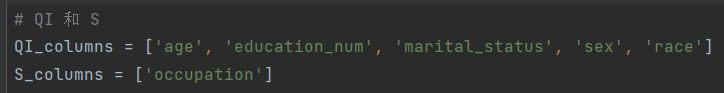 # QI 和 S
QI_columns = ['age', 'education_num', 'marital_status', 'sex', 'race']
S_columns = ['occupation']